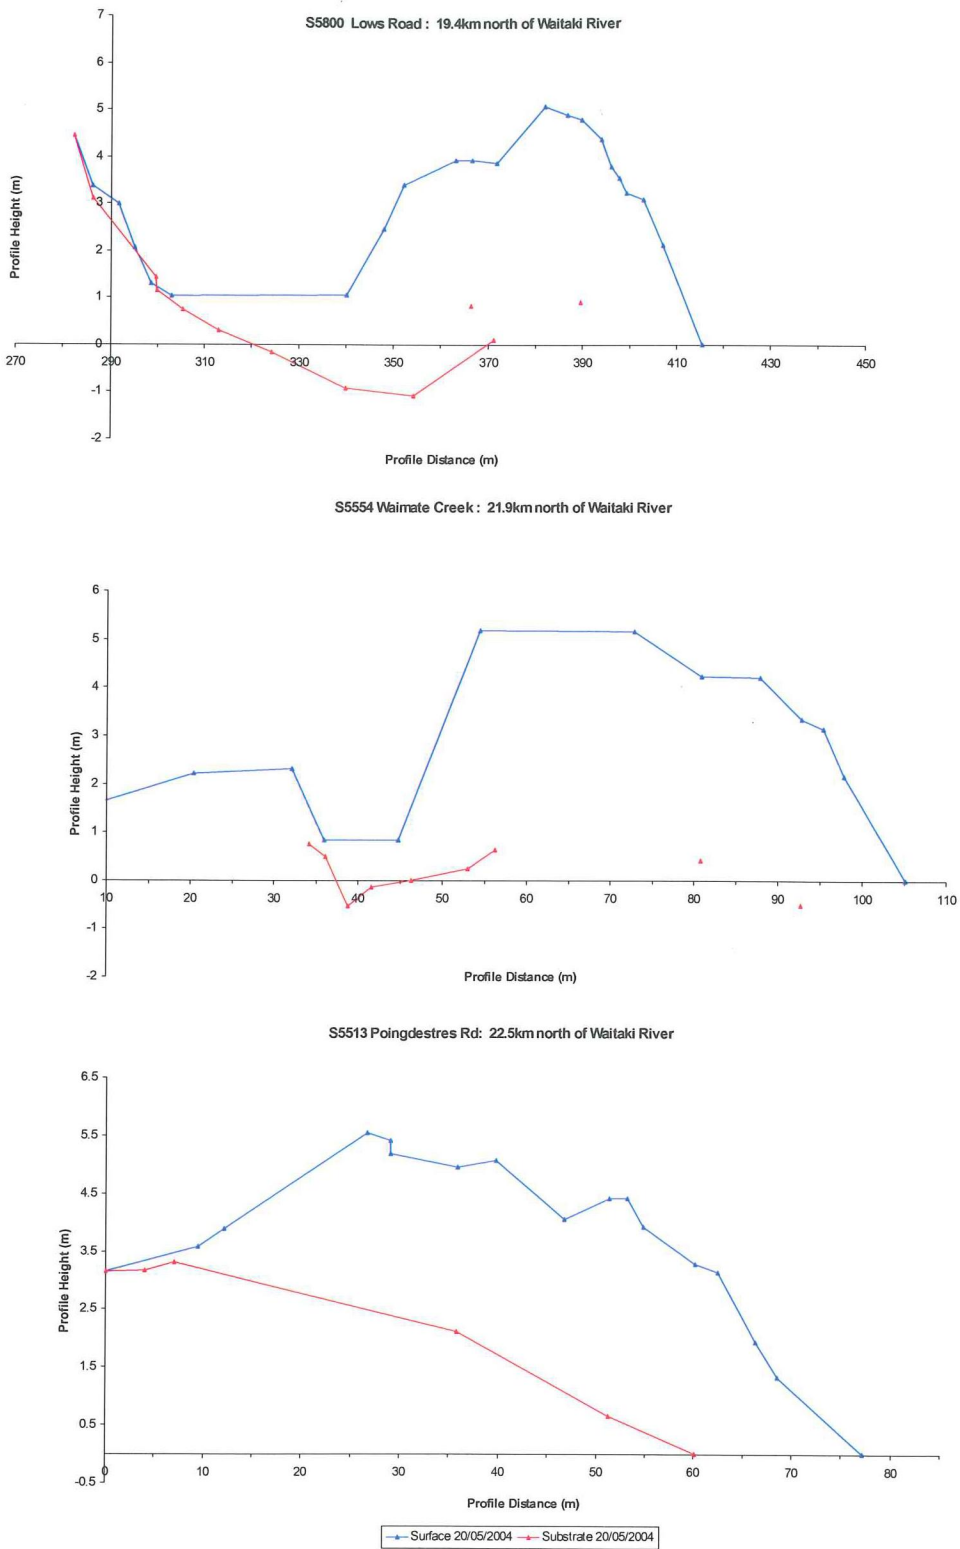 S5800 Lows Road : 19.4km north of Waitaki River
7
6
5
4
3
2
1
0
-1
-2
Profile Height (m)
270 290 310 330 350 370 390 410 430 450
Profile Distance (m)
S5554 Waimate Creek : 21.9km north of Waitaki River
6
5
4
3
2
1
0
-1
-2
Profile Height (m)
10 20 30 40 50 60 70 80 90 100 110
Profile Distance (m)
S5513 Poingdestres Rd: 22.5km north of Waitaki River
6.5
5.5
4.5
3.5
2.5
1.5
0.5
-0.5
Profile Height (m)
0 10 20 30 40 50 60 70 80
Profile Distance (m)
Surface 20/05/2004 Substrate 20/05/2004